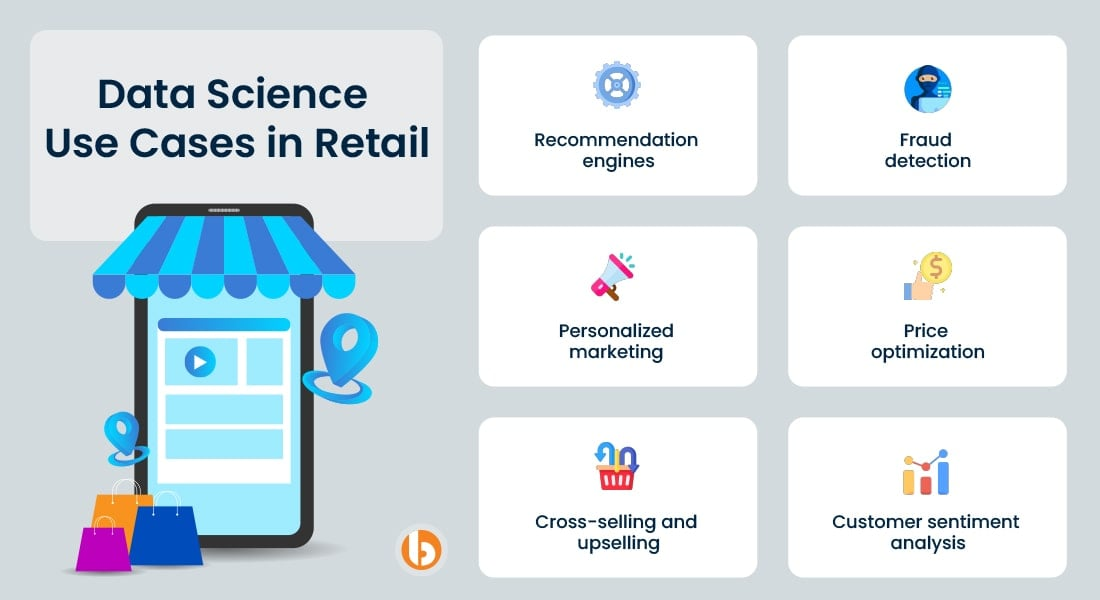 Data Science
Use Cases in Retail
Recommendation
engines
Fraud
detection
Personalized
marketing
Price
optimization
Cross-selling and
upselling
Customer sentiment
analysis
b